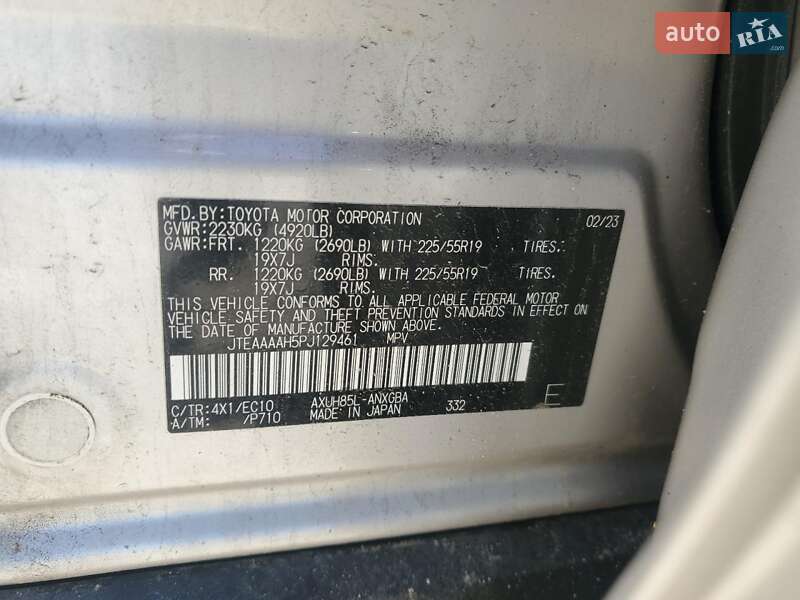 auto RIA.com
MFD. BY:TOYOTA MOTOR CORPORATION 02/23
GVWR:2230KG (4920LB)
GAWR:FRT. 1220KG (2690LB) WITH 225/55R19 TIRES.
19X7J RIMS.
RR. 1220KG (2690LB) WITH 225/55R19 TIRES.
19X7J RIMS.
THIS VEHICLE CONFORMS TO ALL APPLICABLE FEDERAL MOTOR
VEHICLE SAFETY AND THEFT PREVENTION STANDARDS IN EFFECT ON
THE DATE OF MANUFACTURE SHOWN ABOVE.
JTEAAAAH5PJ129461 MPV
C/TR:4X1/EC10 AXUH85L-ANXGBA 332 E
A/TM: /P710 MADE IN JAPAN